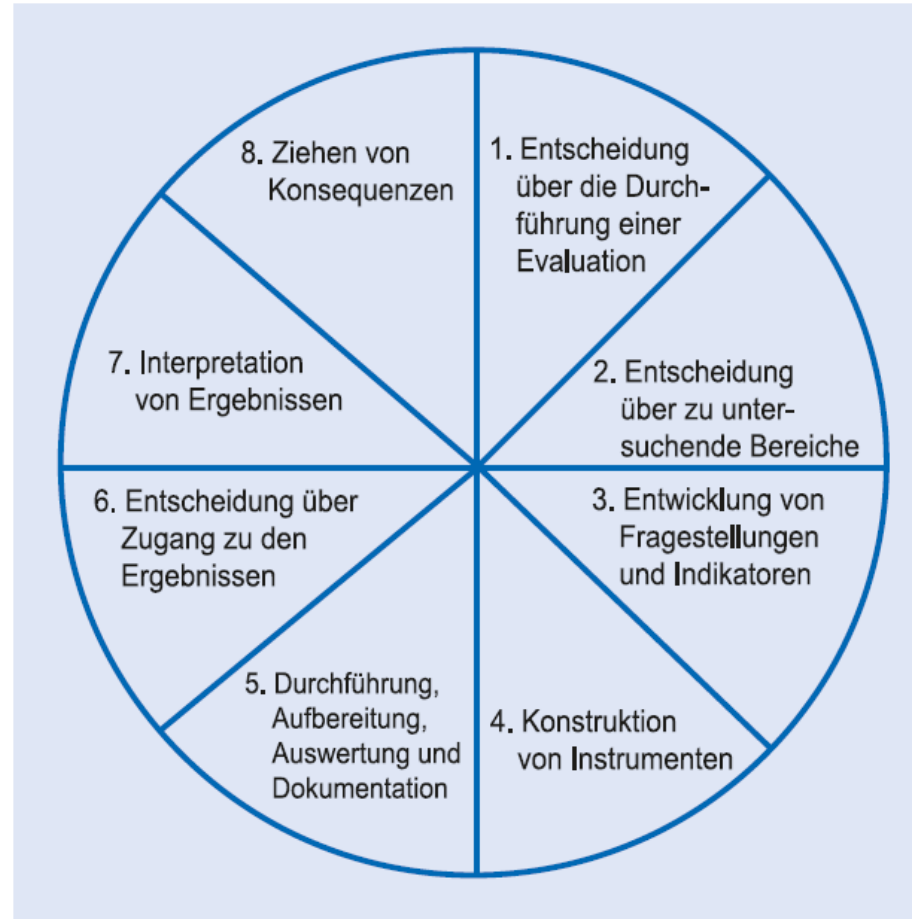 1. Entscheidung
über die Durch-
führung einer
Evaluation
2. Entscheidung
über zu unter-
suchende Bereiche
3. Entwicklung von
Fragestellungen
und Indikatoren
4. Konstruktion
von Instrumenten
5. Durchführung,
Aufbereitung,
Auswertung und
Dokumentation
6. Entscheidung über
Zugang zu den
Ergebnissen
7. Interpretation
von Ergebnissen
8. Ziehen von
Konsequenzen